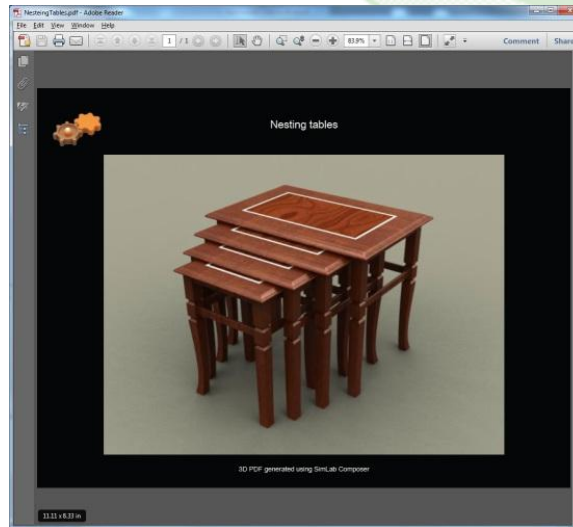 NesteingTables.pdf - Adobe Reader
File Edit View Window Help
1 / 1 83.9% Comment Share
Nesting tables
3D PDF generated using SimLab Composer
11.11 x 8.33 in